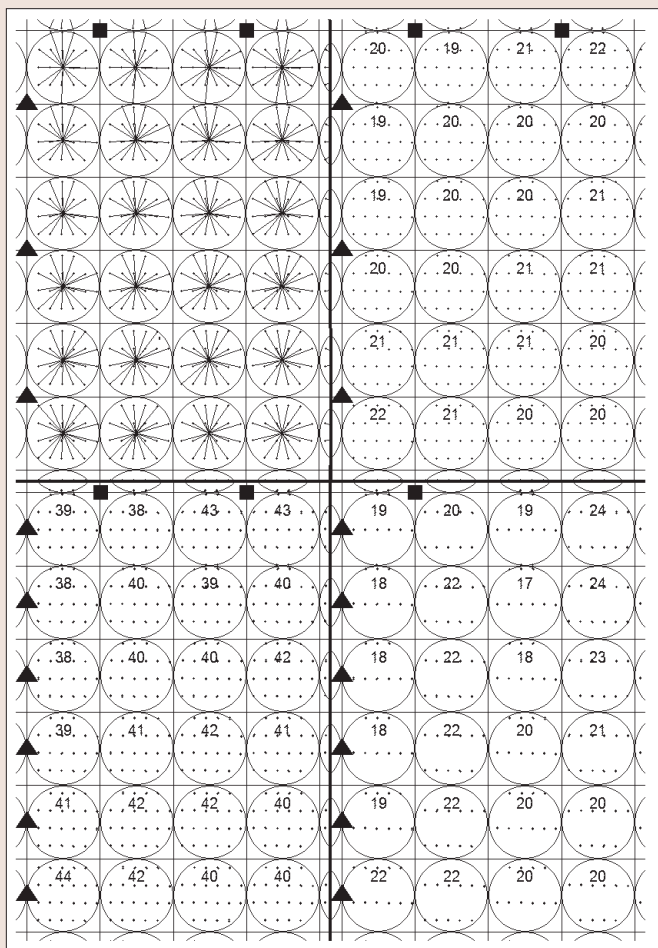 20 19 21 22
19 20 20 20
19 20 20 21
20 20 21 21
21 21 21 20
22 21 20 20
39 38 43 43
38 40 39 40
38 40 40 42
39 41 42 41
41 42 42 40
44 42 40 40
19 20 19 24
18 22 17 24
18 22 18 23
18 22 20 21
19 22 20 20
22 22 20 20